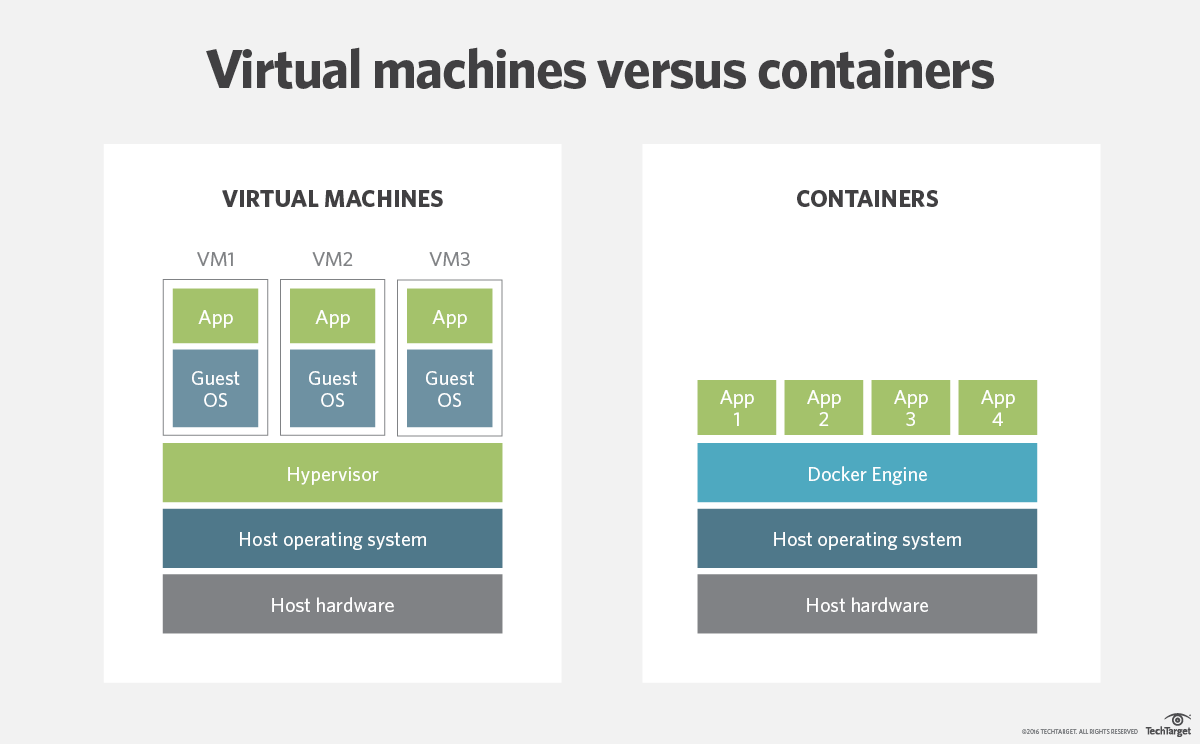 Virtual machines versus containers
VIRTUAL MACHINES
VM1
VM2
VM3
App
App
App
Guest
OS
Guest
OS
Guest
OS
Hypervisor
Host operating system
Host hardware
CONTAINERS
App
1
App
2
App
3
App
4
Docker Engine
Host operating system
Host hardware
©2016 TECHTARGET. ALL RIGHTS RESERVED
TechTarget